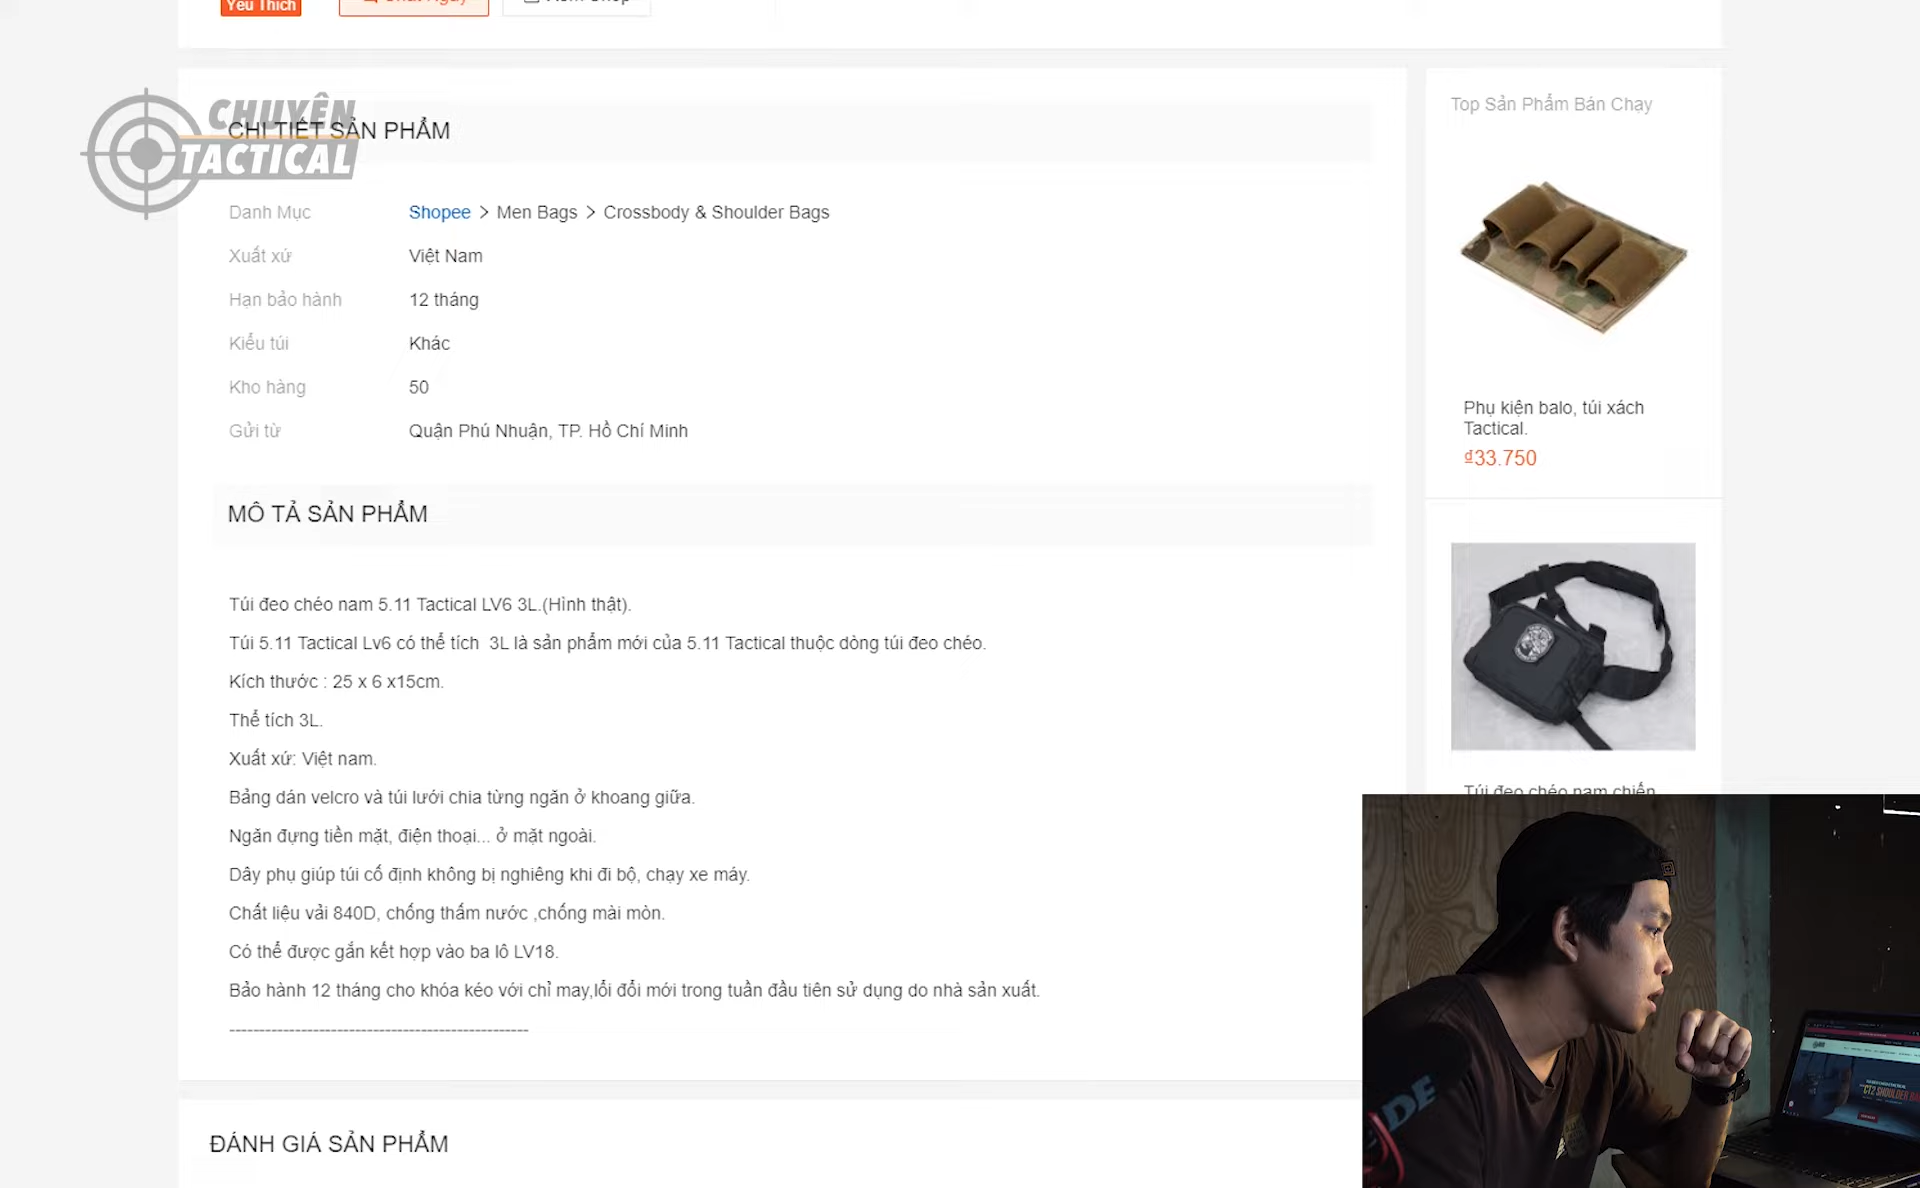 Yêu Thích
CHUYÊN
TACTICAL
CHI TIẾT SẢN PHẨM
Danh Mục
Shopee > Men Bags > Crossbody & Shoulder Bags
Xuất xứ
Việt Nam
Hạn bảo hành
12 tháng
Kiểu túi
Khác
Kho hàng
50
Gửi từ
Quận Phú Nhuận, TP. Hồ Chí Minh
MÔ TẢ SẢN PHẨM
Túi đeo chéo nam 5.11 Tactical LV6 3L.(Hình thật).
Túi 5.11 Tactical Lv6 có thể tích  3L là sản phẩm mới của 5.11 Tactical thuộc dòng túi đeo chéo.
Kích thước : 25 x 6 x15cm.
Thể tích 3L.
Xuất xứ: Việt nam.
Bảng dán velcro và túi lưới chia từng ngăn ở khoang giữa.
Ngăn đựng tiền mặt, điện thoại... ở mặt ngoài.
Dây phụ giúp túi cố định không bị nghiêng khi đi bộ, chạy xe máy.
Chất liệu vải 840D, chống thấm nước ,chống mài mòn.
Có thể được gắn kết hợp vào ba lô LV18.
Bảo hành 12 tháng cho khóa kéo với chỉ may,lổi đổi mới trong tuần đầu tiên sử dụng do nhà sản xuất.
--------------------------------------------------
ĐÁNH GIÁ SẢN PHẨM
Top Sản Phẩm Bán Chạy
Phụ kiện balo, túi xách
Tactical.
₫33.750
Túi đeo chéo nam chiến
CT2 SHOULDER